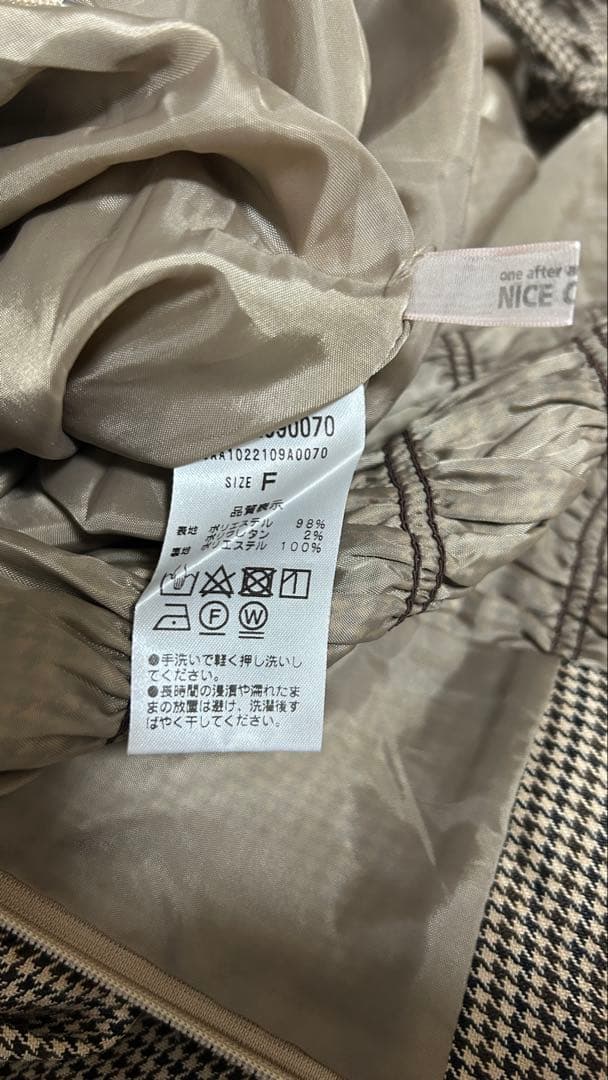 one after a
NICE C
090070
AA1022109A0070
SIZE F
品質表示
表地 ポリエステル 98%
ポリウレタン 2%
裏地 ポリエステル 100%
F W
●手洗いで軽く押し洗いし
てください。
●長時間の浸漬や濡れたま
まの放置は避け、洗濯後す
ばやく干してください。